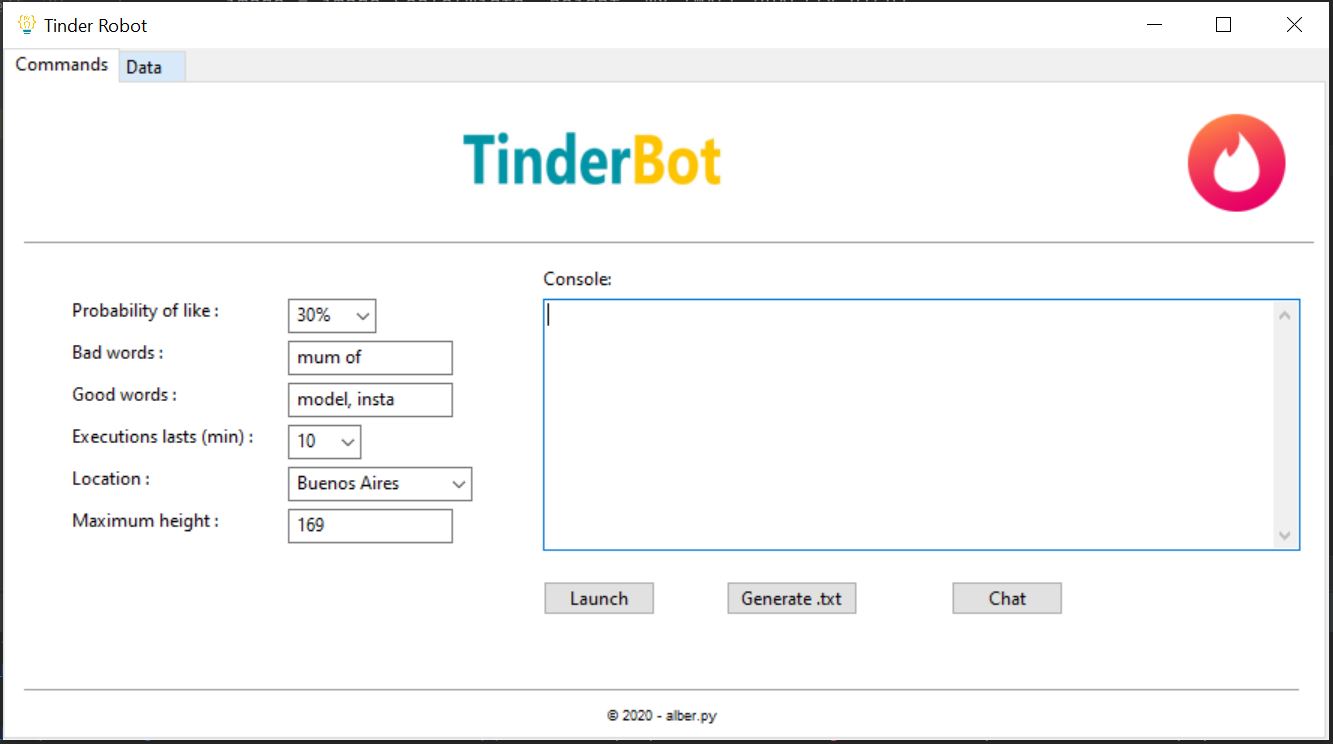 Tinder Robot
Commands Data
TinderBot
Console:
Probability of like : 30%
Bad words : mum of
Good words : model, insta
Executions lasts (min) : 10
Location : Buenos Aires
Maximum height : 169
Launch Generate .txt Chat
© 2020 - alber.py